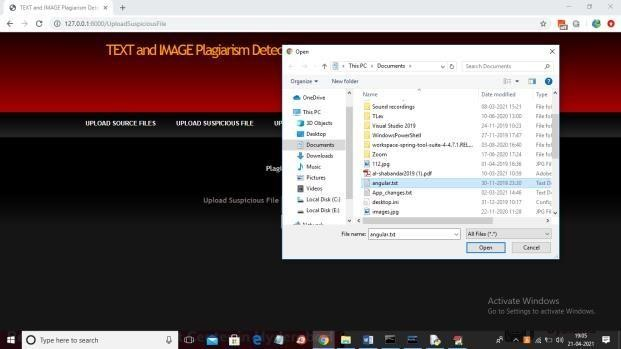 TEXT and IMAGE Plagiarism Detec
127.0.0.1:8000/UploadSuspiciousFile
TEXT and IMAGE Plagiarism Detec
UPLOAD SOURCE FILES
UPLOAD SUSPICIOUS FILE
UP
Plagi
Upload Suspicious File
Open
This PC
Documents
Search Documents
Organize
New folder
OneDrive
This PC
3D Objects
Desktop
Documents
Downloads
Music
Pictures
Videos
Local Disk (C:)
Local Disk (E:)
Network
Name Date modified Type
Sound recordings 08-03-2021 15:21 File fol
TLex 10-06-2020 13:00 File fol
Visual Studio 2019 24-11-2019 10:23 File fol
WindowsPowerShell 27-11-2019 17:47 File fol
workspace-spring-tool-suite-4-4.7.1.REL... 03-08-2020 16:40 File fol
Zoom 17-06-2020 17:24 File fol
112.jpg 01-04-2019 16:36 JPG Fil
al-shabandar2019 (1).pdf 10-03-2021 10:59 Adobe
angular.txt 30-11-2019 23:30 Text D
App_changes.txt 02-03-2021 14:46 Text D
desktop.ini 31-12-2019 10:17 Config
images.jpg 22-11-2020 11:28 JPG Fil
File name: angular.txt All Files (*.*)
Open Cancel
Activate Windows
Go to Settings to activate Windows.
Type here to search
19:05
21-04-2021